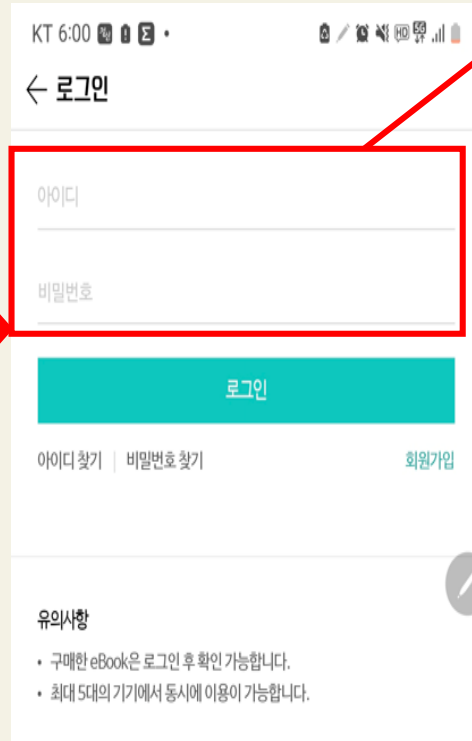 KT 6:00
로그인
아이디
비밀번호
로그인
아이디 찾기 | 비밀번호 찾기 회원가입
유의사항
• 구매한 eBook은 로그인 후 확인 가능합니다.
• 최대 5대의 기기에서 동시에 이용이 가능합니다.